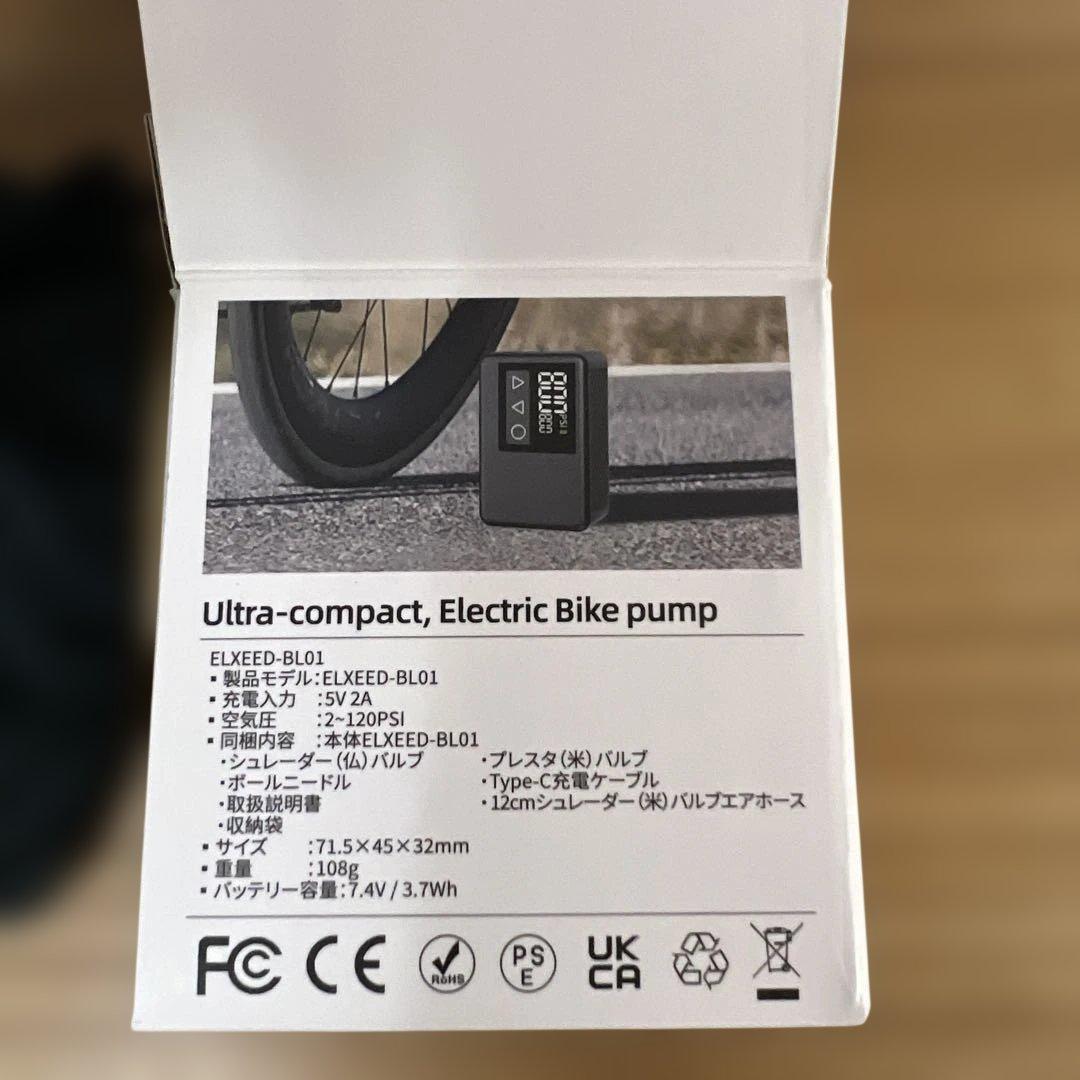 800
PSI
800
Ultra-compact, Electric Bike pump
ELXEED-BL01
▪ 製品モデル:ELXEED-BL01
▪ 充電入力 :5V 2A
▪ 空気圧 :2~120PSI
▪ 同梱内容 :本体ELXEED-BL01
・シュレーダー(仏)バルブ ・プレスタ(米)バルブ
・ボールニードル ・Type-C充電ケーブル
・取扱説明書 ・12cmシュレーダー(米)バルブエアホース
・収納袋
▪ サイズ :71.5×45×32mm
▪ 重量 :108g
▪ バッテリー容量:7.4V / 3.7Wh
FC CE RoHS PSE UKCA